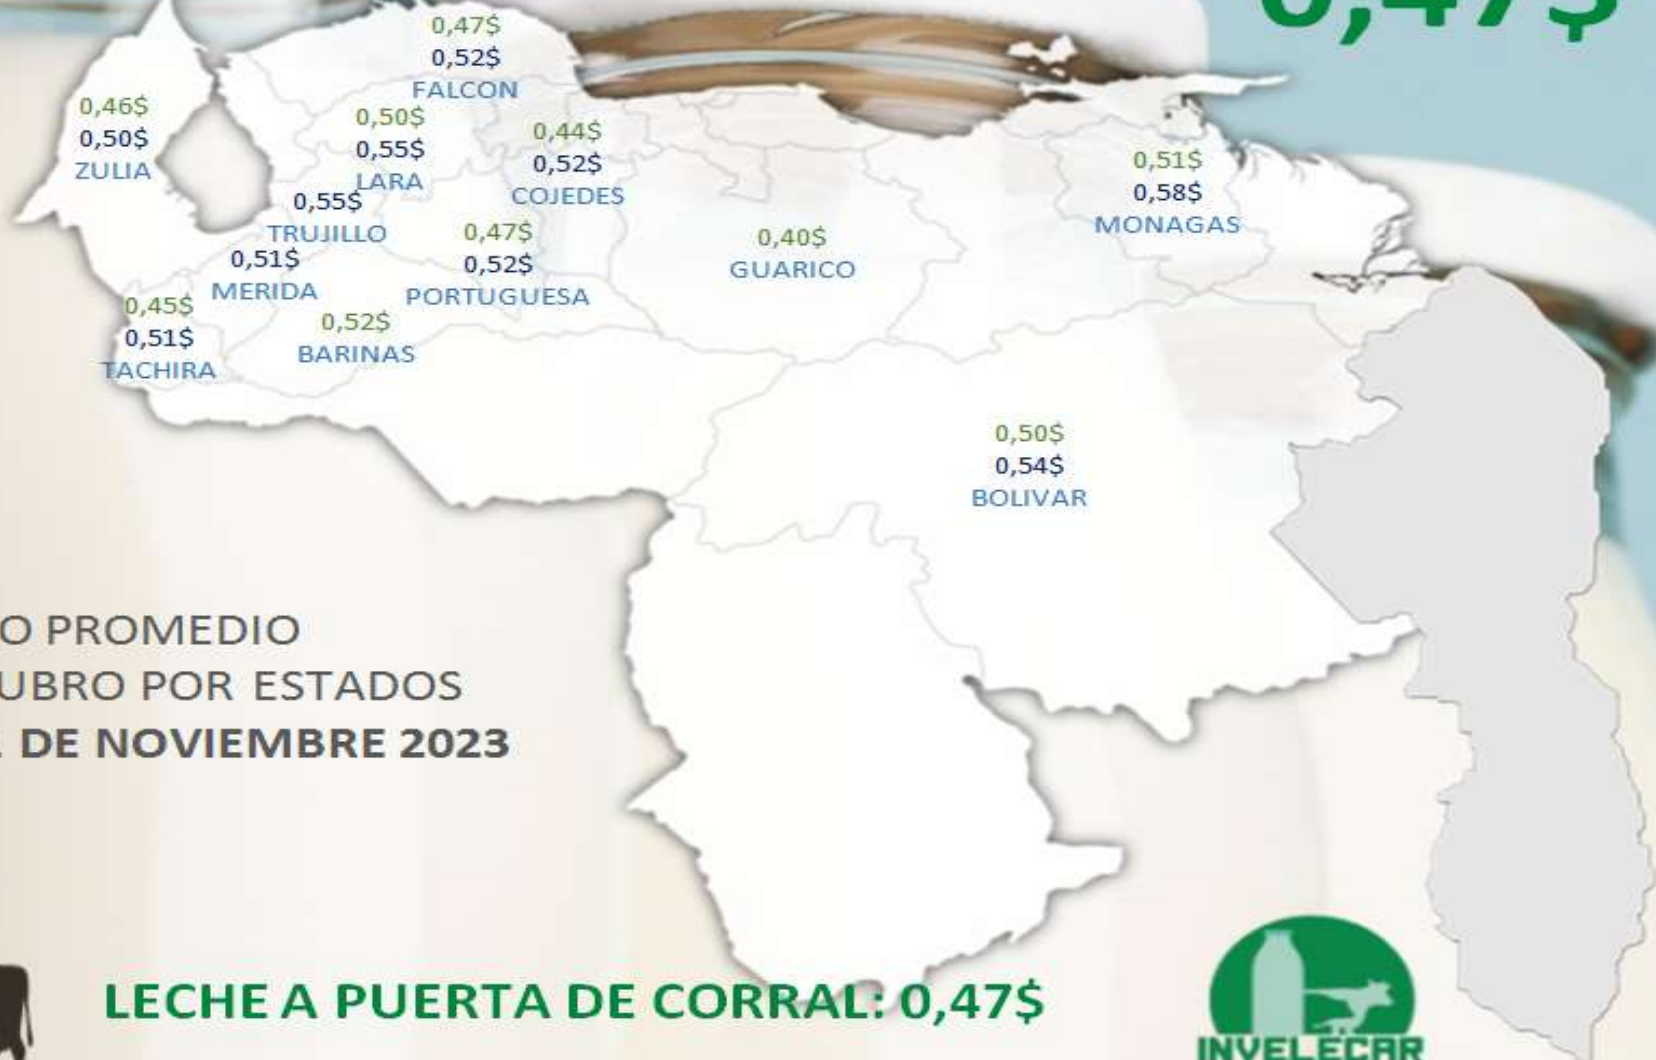 0,47$
0,47$
0,52$
FALCON
0,46$
0,50$
ZULIA
0,50$
0,55$
LARA
0,44$
0,52$
COJEDES
0,51$
0,58$
MONAGAS
0,55$
TRUJILLO
0,51$
MERIDA
0,47$
0,52$
PORTUGUESA
0,40$
GUARICO
0,45$
0,51$
TACHIRA
0,52$
BARINAS
0,50$
0,54$
BOLIVAR
O PROMEDIO
UBRO POR ESTADOS
DE NOVIEMBRE 2023
LECHE A PUERTA DE CORRAL: 0,47$
INVELECAR